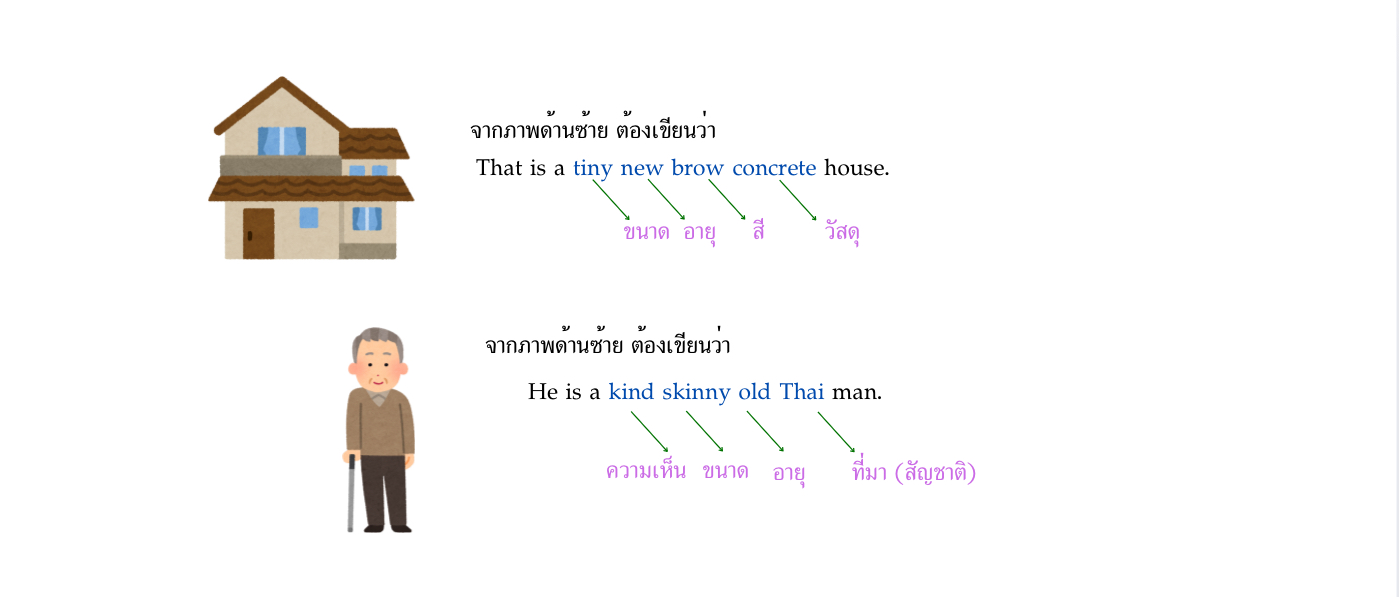 จากภาพด้านซ้าย ต้องเขียนว่า
That is a tiny new brow concrete house.
ขนาด อายุ สี วัสดุ
จากภาพด้านซ้าย ต้องเขียนว่า
He is a kind skinny old Thai man.
ความเห็น ขนาด อายุ ที่มา (สัญชาติ)